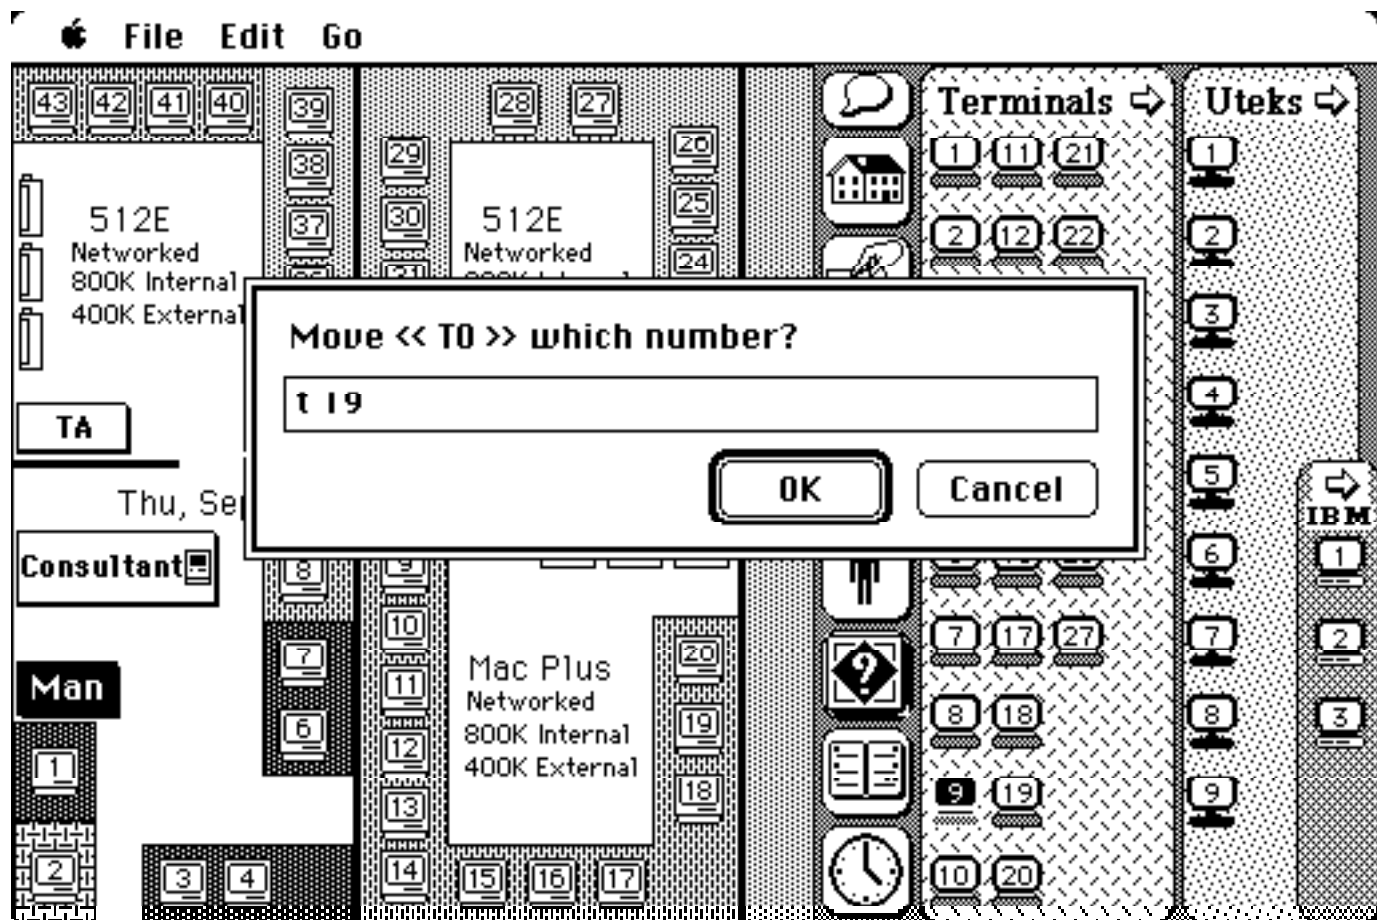 File Edit Go
43 42 41 40
39
38
37
512E
Networked
800K Internal
400K External
TA
Thu, Se
Consultant
8
7
6
Man
1
2
3 4
28 27
29
30
31
26
25
24
512E
Networked
Move << TO >> which number?
t 19
OK Cancel
9
10
11
12
13
14
Mac Plus
Networked
800K Internal
400K External
20
19
18
15 16 17
?
Terminals
1 11 21
2 12 22
7 17 27
8 18
9 19
10 20
Uteks
1
2
3
4
5
6
7
8
9
IBM
1
2
3